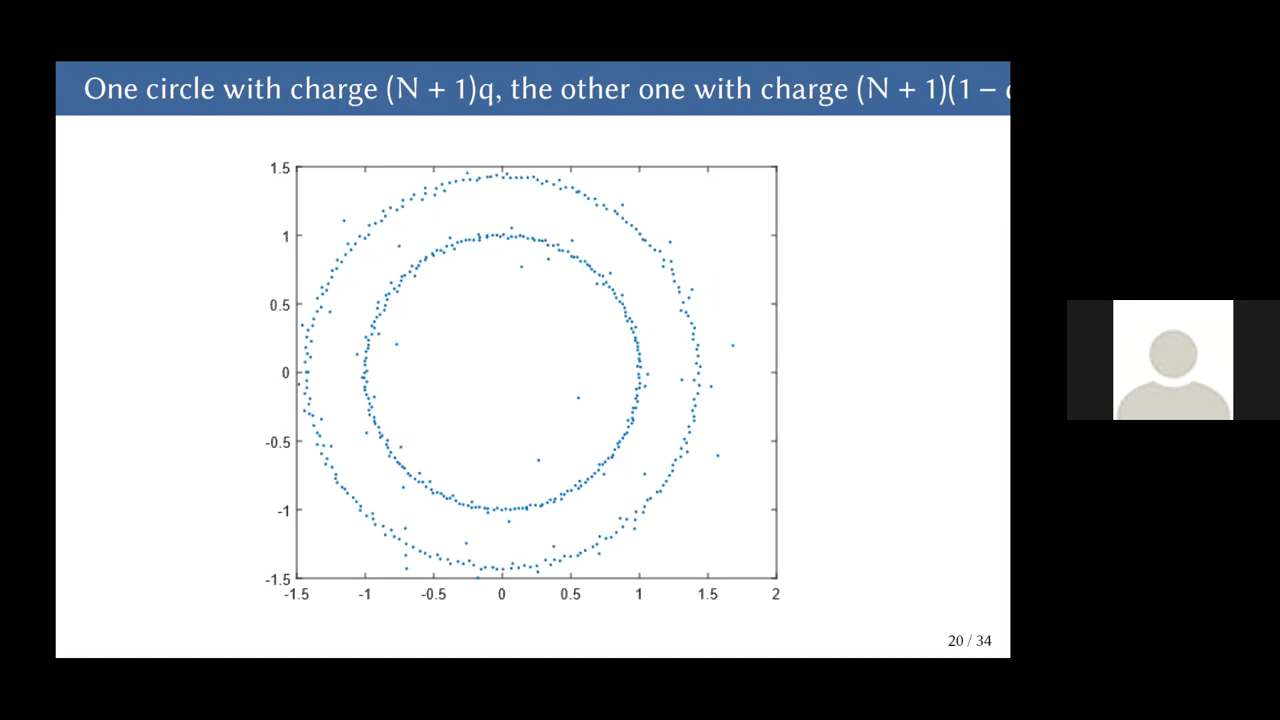 One circle with charge (N + 1)q, the other one with charge (N + 1)(1 −
1.5
1
0.5
0
-0.5
-1
-1.5
-1.5 -1 -0.5 0 0.5 1 1.5 2
20 / 34